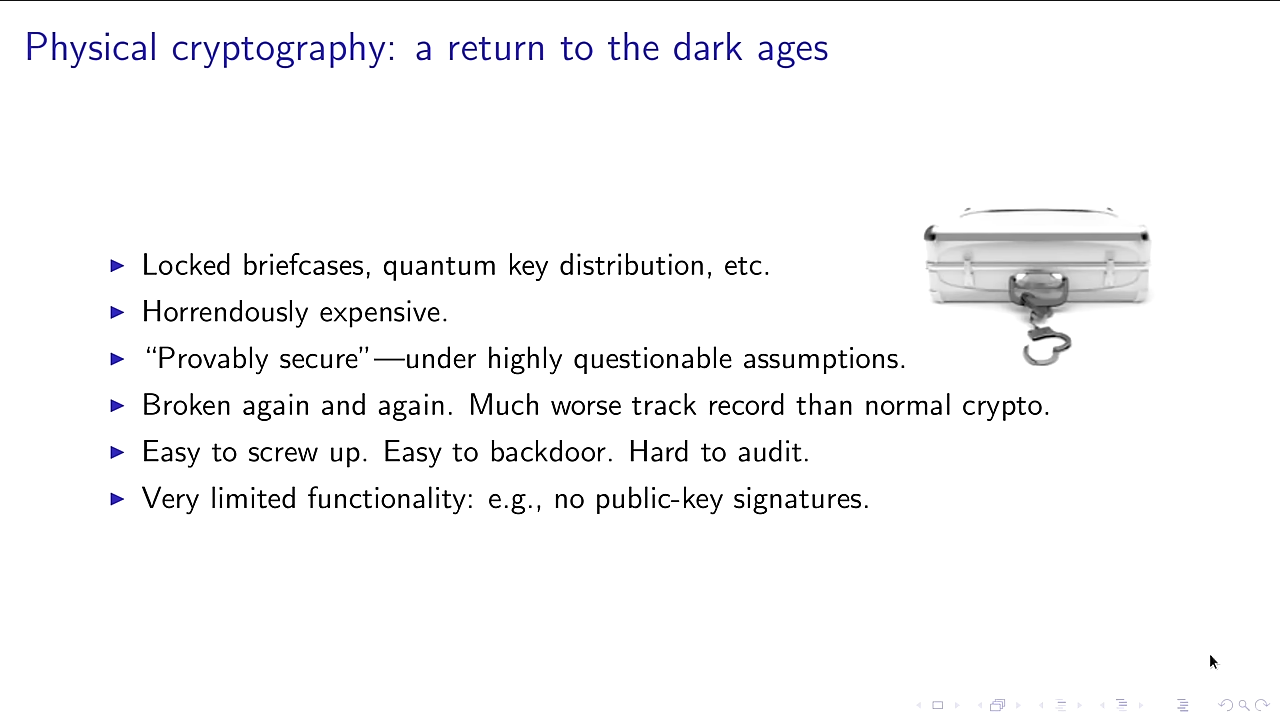 Physical cryptography: a return to the dark ages
▶ Locked briefcases, quantum key distribution, etc.
▶ Horrendously expensive.
▶ “Provably secure”—under highly questionable assumptions.
▶ Broken again and again. Much worse track record than normal crypto.
▶ Easy to screw up. Easy to backdoor. Hard to audit.
▶ Very limited functionality: e.g., no public-key signatures.